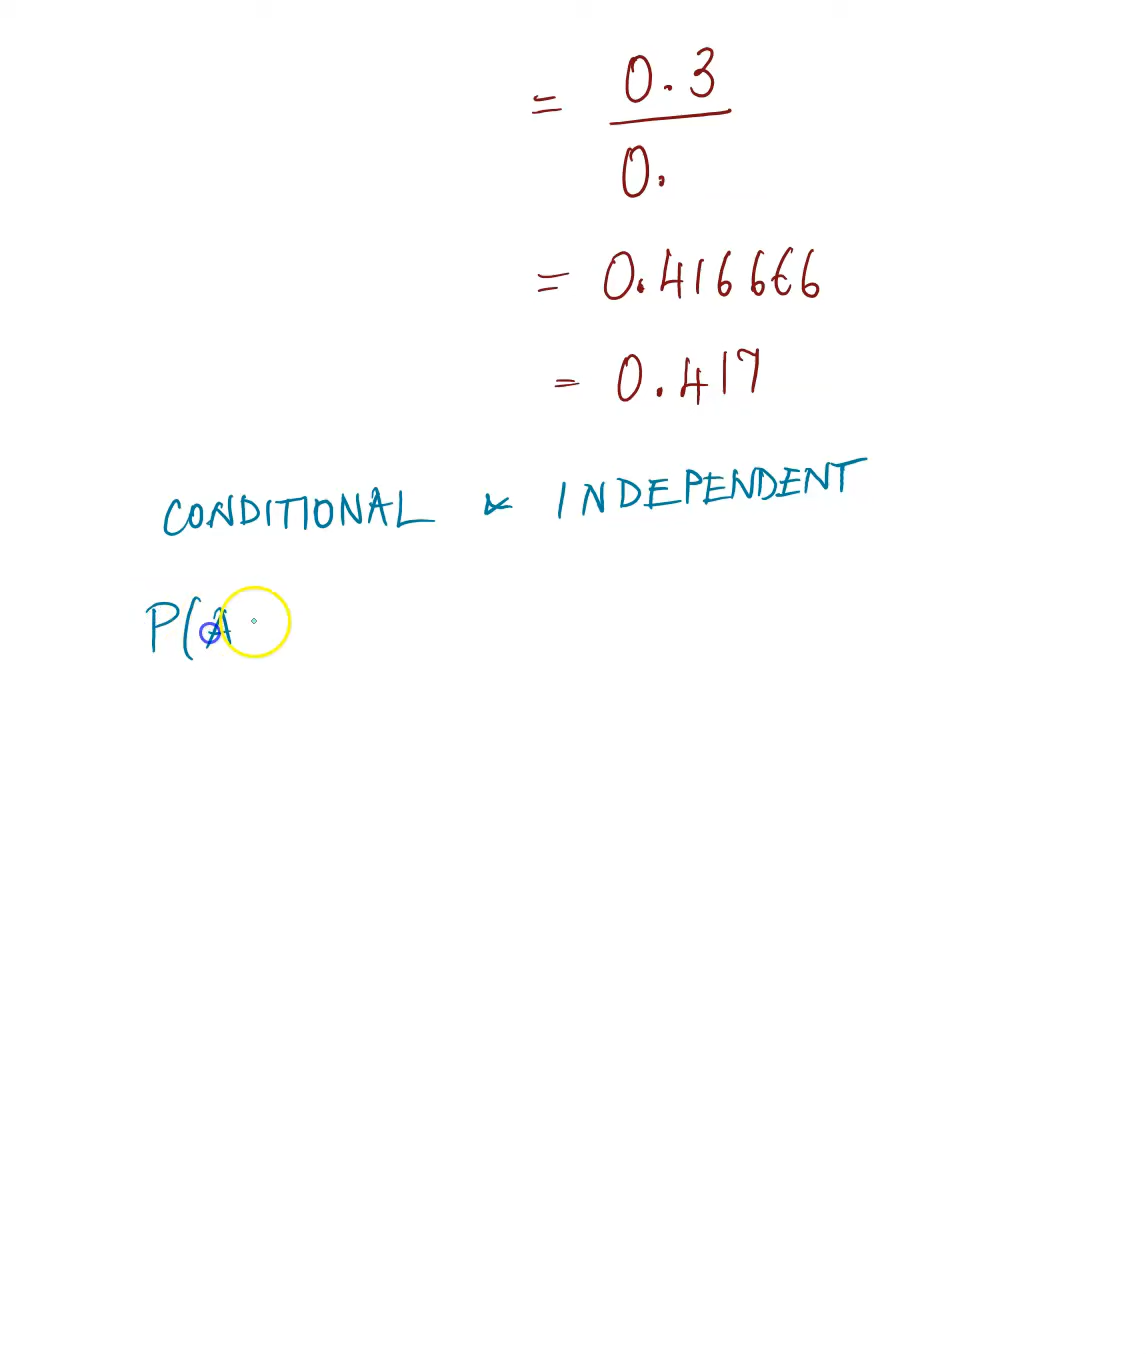 = 0.3
0.
= 0.416666
= 0.417
CONDITIONAL & INDEPENDENT
P(A